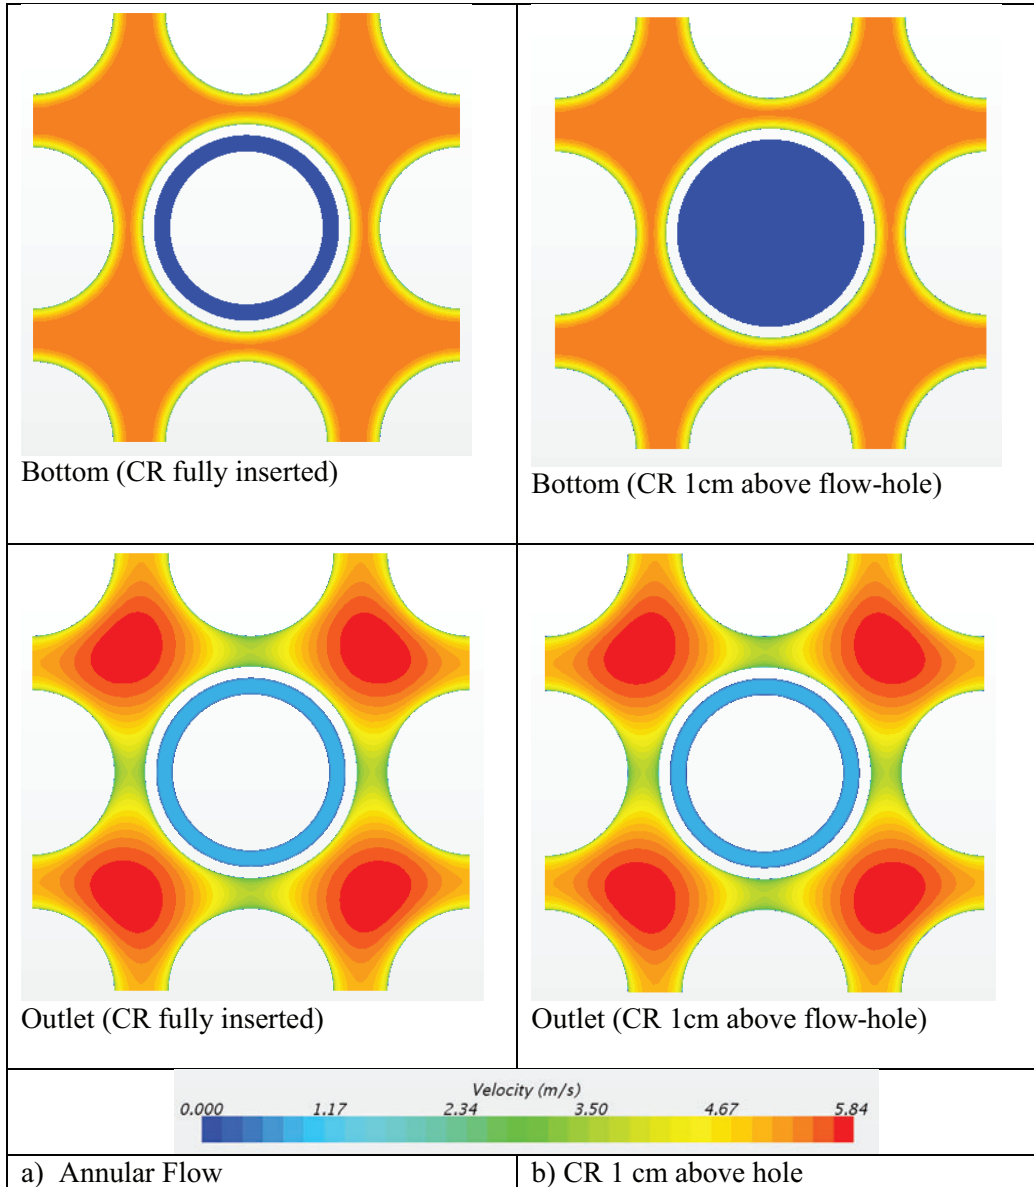 Bottom (CR fully inserted)
Bottom (CR 1cm above flow-hole)
Outlet (CR fully inserted)
Outlet (CR 1cm above flow-hole)
Velocity (m/s)
0.000 1.17 2.34 3.50 4.67 5.84
a) Annular Flow
b) CR 1 cm above hole